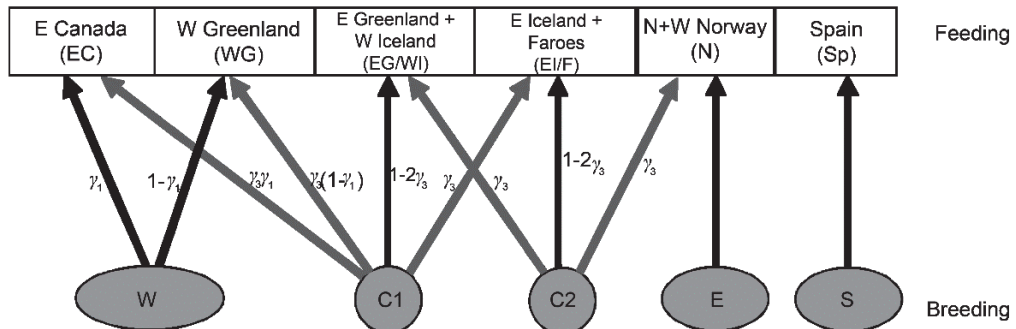 E Canada
(EC)
W Greenland
(WG)
E Greenland +
W Iceland
(EG/WI)
E Iceland +
Faroes
(EI/F)
N+W Norway
(N)
Spain
(Sp)
Feeding
γ₁
1-γ₁
γ₃γ₁
γ₃(1-γ₁)
1-2γ₃
γ₃
γ₃
1-2γ₃
γ₃
W
C1
C2
E
S
Breeding